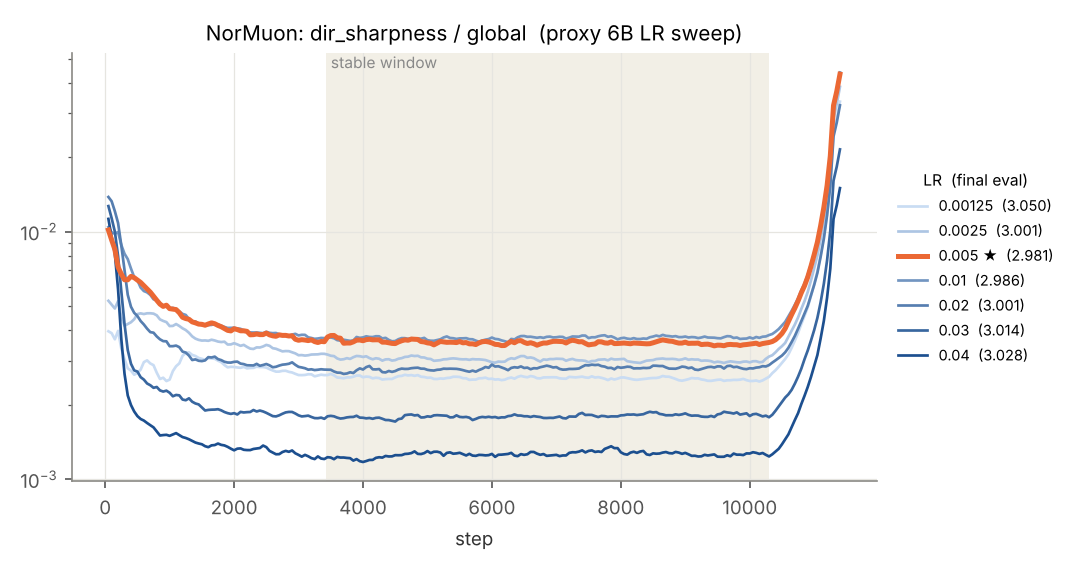 NorMuon: dir_sharpness / global  (proxy 6B LR sweep)
stable window
10⁻²
10⁻³
0
2000
4000
6000
8000
10000
step
LR  (final eval)
0.00125  (3.050)
0.0025  (3.001)
0.005 ★  (2.981)
0.01  (2.986)
0.02  (3.001)
0.03  (3.014)
0.04  (3.028)